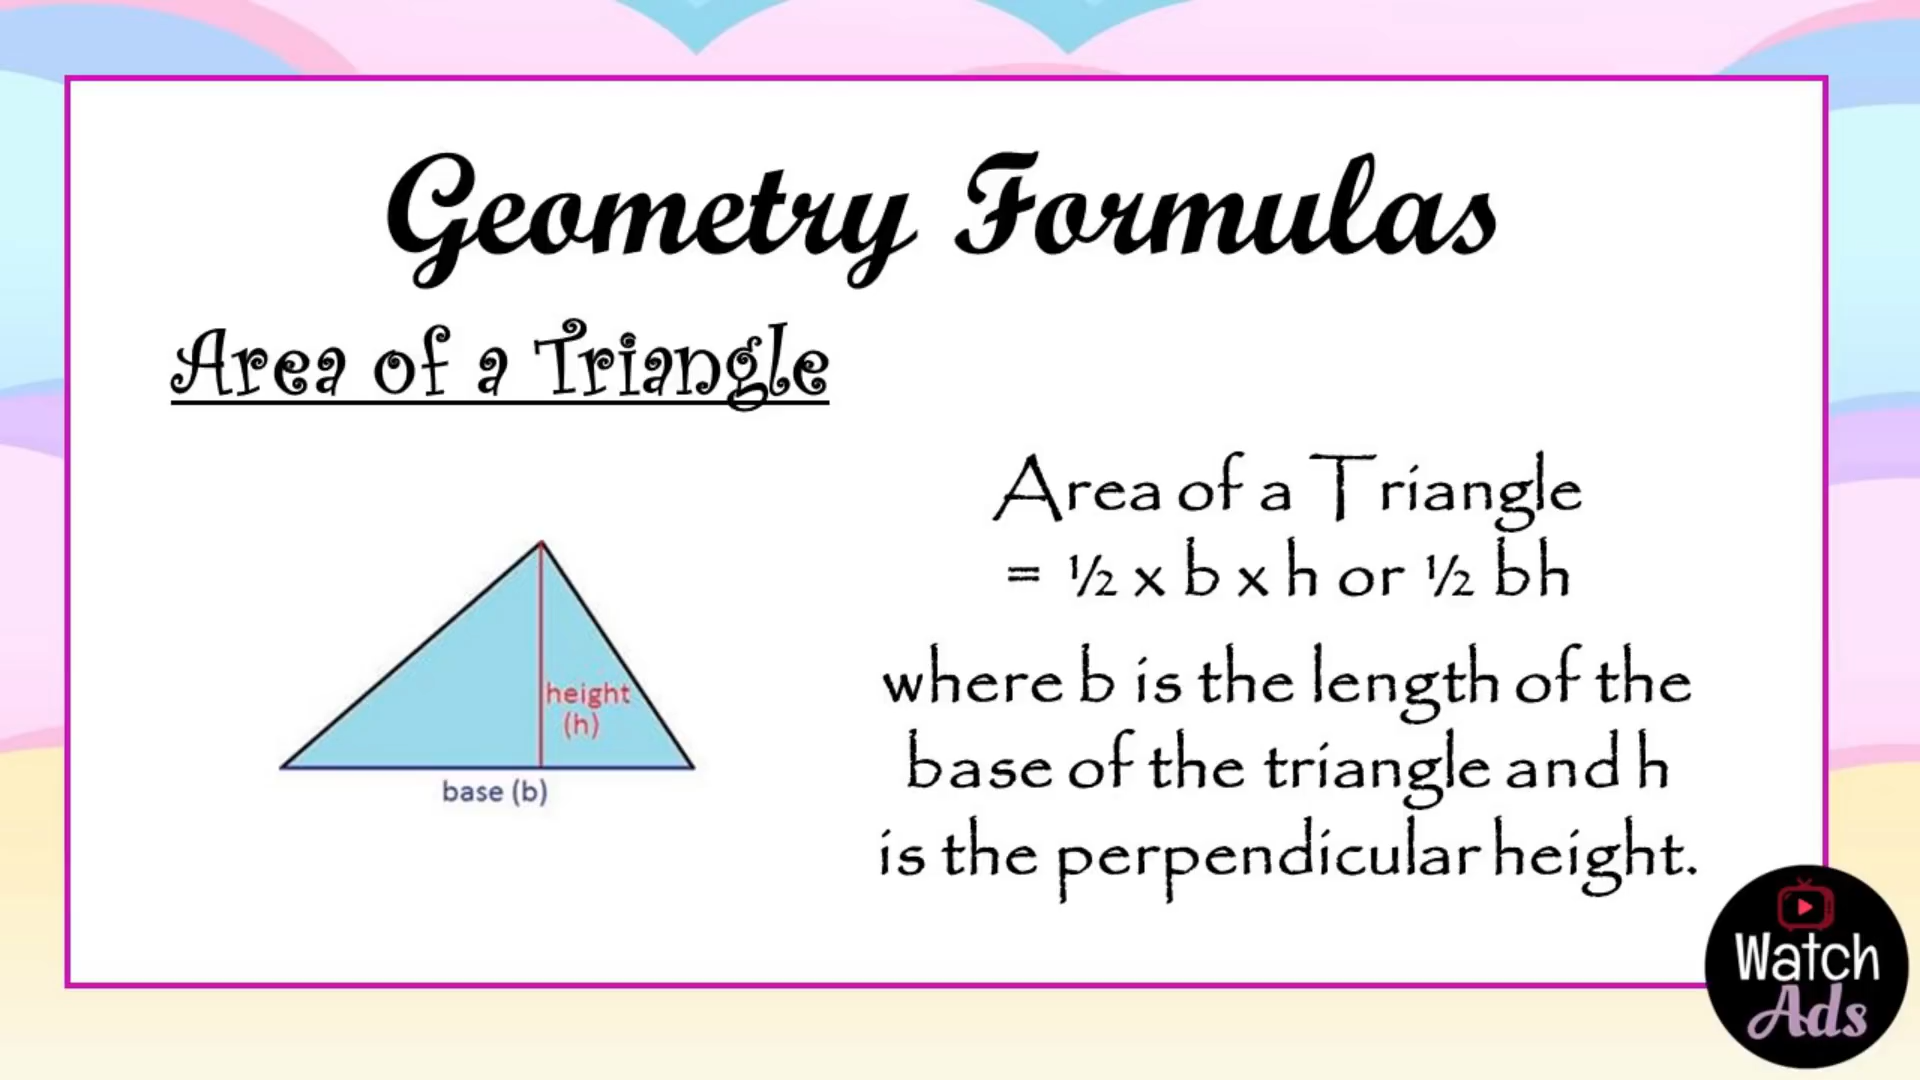 Geometry Formulas
Area of a Triangle
Area of a Triangle
= ½ x b x h or ½ bh
where b is the length of the
base of the triangle and h
is the perpendicular height.
height
(h)
base (b)
Watch
Ads